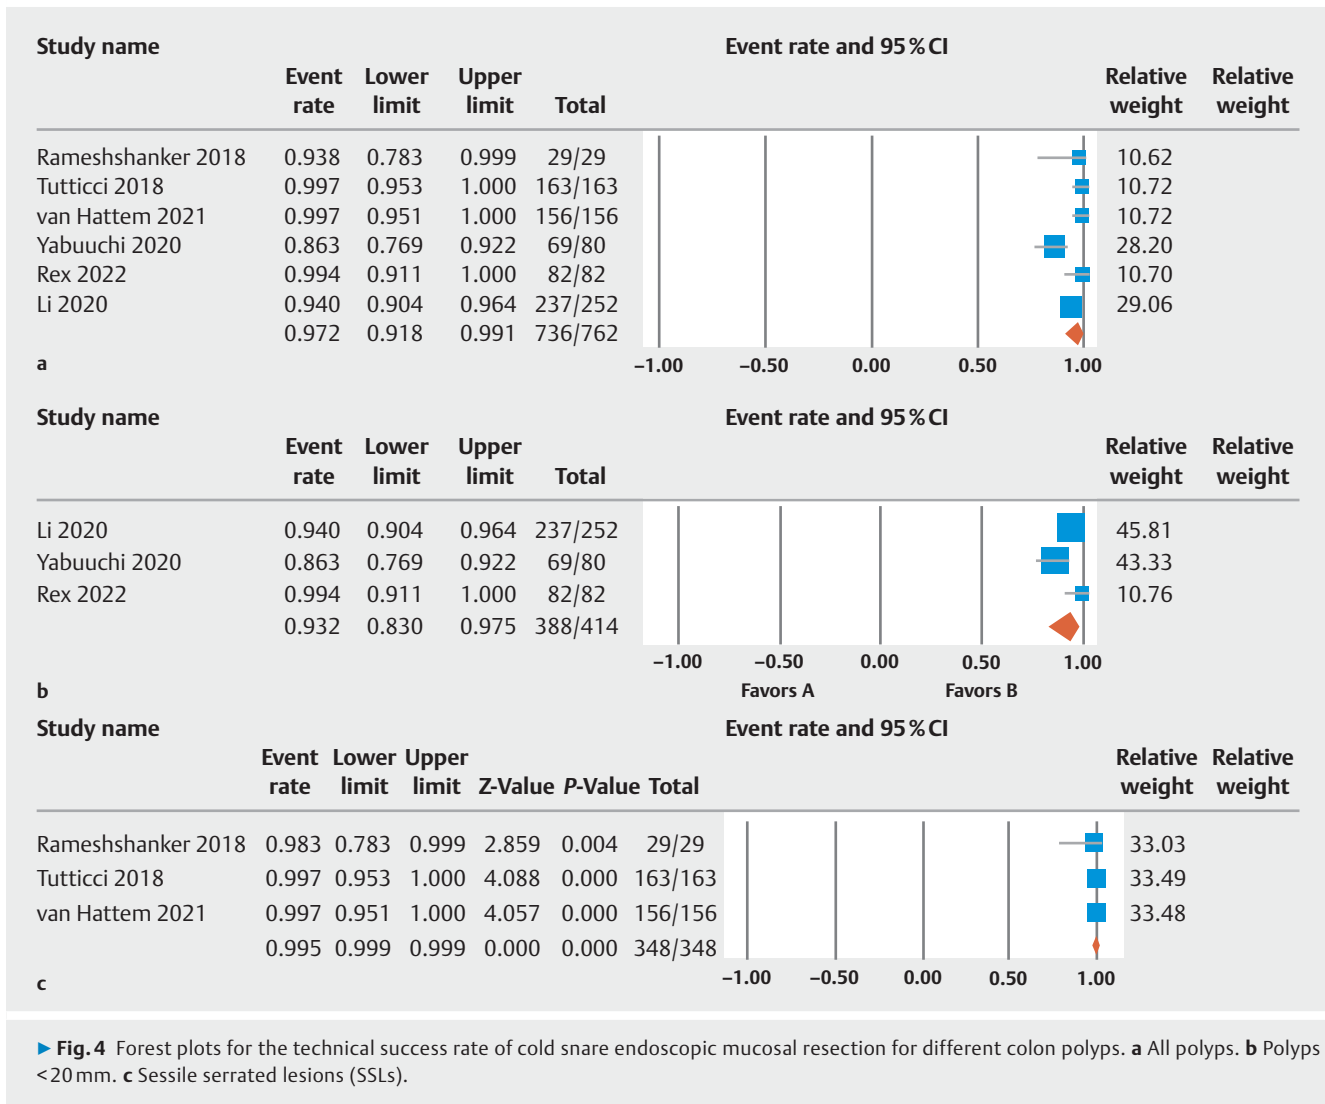 Study name Event rate and 95 % CI
Event Lower Upper Relative Relative
rate limit limit Total weight weight
Rameshshanker 2018 0.938 0.783 0.999 29/29 10.62
Tutticci 2018 0.997 0.953 1.000 163/163 10.72
van Hattem 2021 0.997 0.951 1.000 156/156 10.72
Yabuuchi 2020 0.863 0.769 0.922 69/80 28.20
Rex 2022 0.994 0.911 1.000 82/82 10.70
Li 2020 0.940 0.904 0.964 237/252 29.06
0.972 0.918 0.991 736/762
a −1.00 −0.50 0.00 0.50 1.00
Study name Event rate and 95 % CI
Event Lower Upper Relative Relative
rate limit limit Total weight weight
Li 2020 0.940 0.904 0.964 237/252 45.81
Yabuuchi 2020 0.863 0.769 0.922 69/80 43.33
Rex 2022 0.994 0.911 1.000 82/82 10.76
0.932 0.830 0.975 388/414
−1.00 −0.50 0.00 0.50 1.00
b Favors A Favors B
Study name Event rate and 95 % CI
Event Lower Upper Relative Relative
rate limit limit Z-Value P-Value Total weight weight
Rameshshanker 2018 0.983 0.783 0.999 2.859 0.004 29/29 33.03
Tutticci 2018 0.997 0.953 1.000 4.088 0.000 163/163 33.49
van Hattem 2021 0.997 0.951 1.000 4.057 0.000 156/156 33.48
0.995 0.999 0.999 0.000 0.000 348/348
c −1.00 −0.50 0.00 0.50 1.00
▶ Fig. 4 Forest plots for the technical success rate of cold snare endoscopic mucosal resection for different colon polyps. a All polyps. b Polyps
< 20 mm. c Sessile serrated lesions (SSLs).